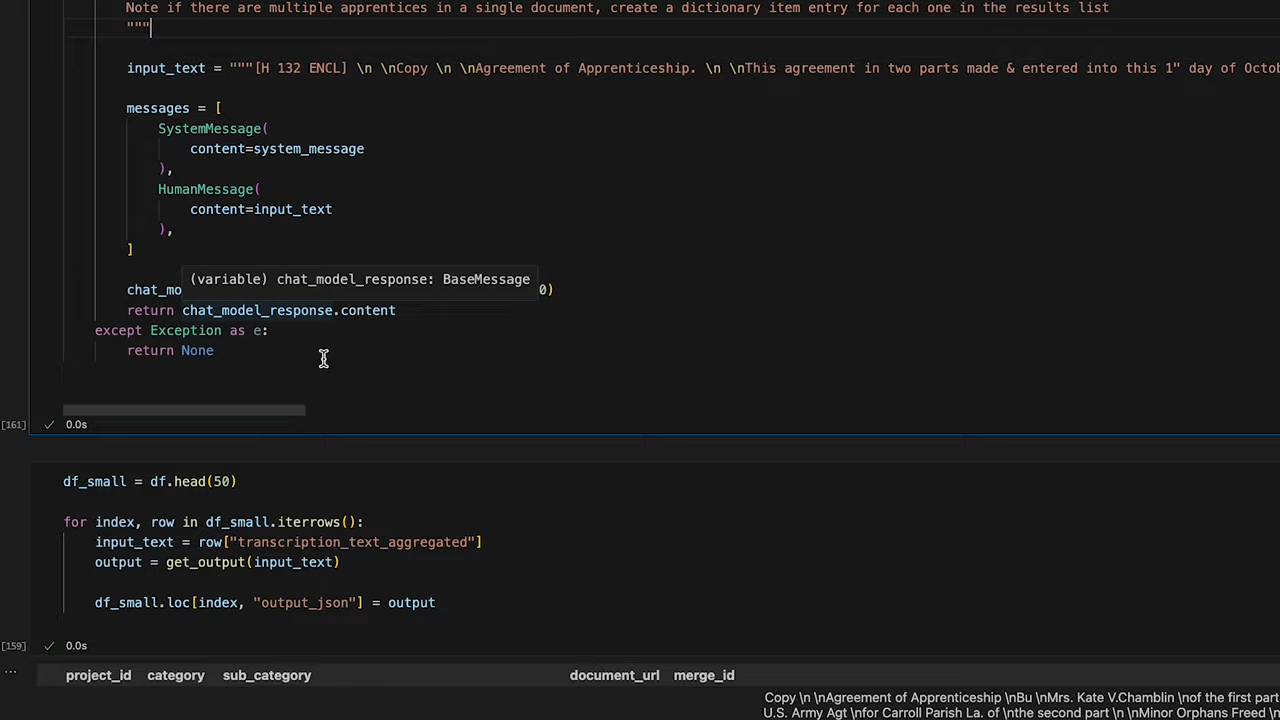 Note if there are multiple apprentices in a single document, create a dictionary item entry for each one in the results list
"""
input_text = """[H 132 ENCL] \n \nCopy \n \nAgreement of Apprenticeship. \n \nThis agreement in two parts made & entered into this 1" day of Octob
messages = [
SystemMessage(
content=system_message
),
HumanMessage(
content=input_text
),
]
(variable) chat_model_response: BaseMessage
chat_mo 0)
return chat_model_response.content
except Exception as e:
return None
[161] 0.0s
df_small = df.head(50)
for index, row in df_small.iterrows():
input_text = row["transcription_text_aggregated"]
output = get_output(input_text)
df_small.loc[index, "output_json"] = output
[159] 0.0s
... project_id category sub_category document_url merge_id
Copy \n \nAgreement of Apprenticeship \nBu \nMrs. Kate V.Chamblin \nof the first part
U.S. Army Agt \nfor Carroll Parish La. of \nthe second part \n \nMinor Orphans Freed \n